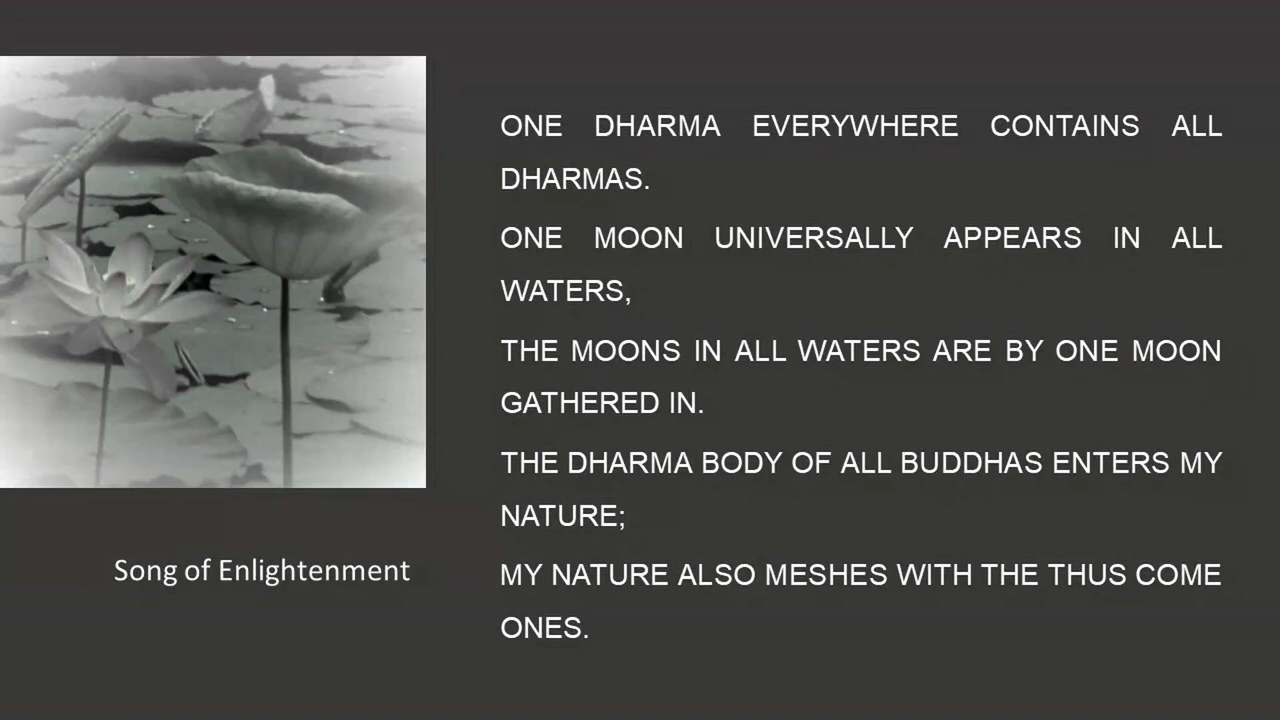 ONE DHARMA EVERYWHERE CONTAINS ALL
DHARMAS.
ONE MOON UNIVERSALLY APPEARS IN ALL
WATERS,
THE MOONS IN ALL WATERS ARE BY ONE MOON
GATHERED IN.
THE DHARMA BODY OF ALL BUDDHAS ENTERS MY
NATURE;
MY NATURE ALSO MESHES WITH THE THUS COME
ONES.
Song of Enlightenment